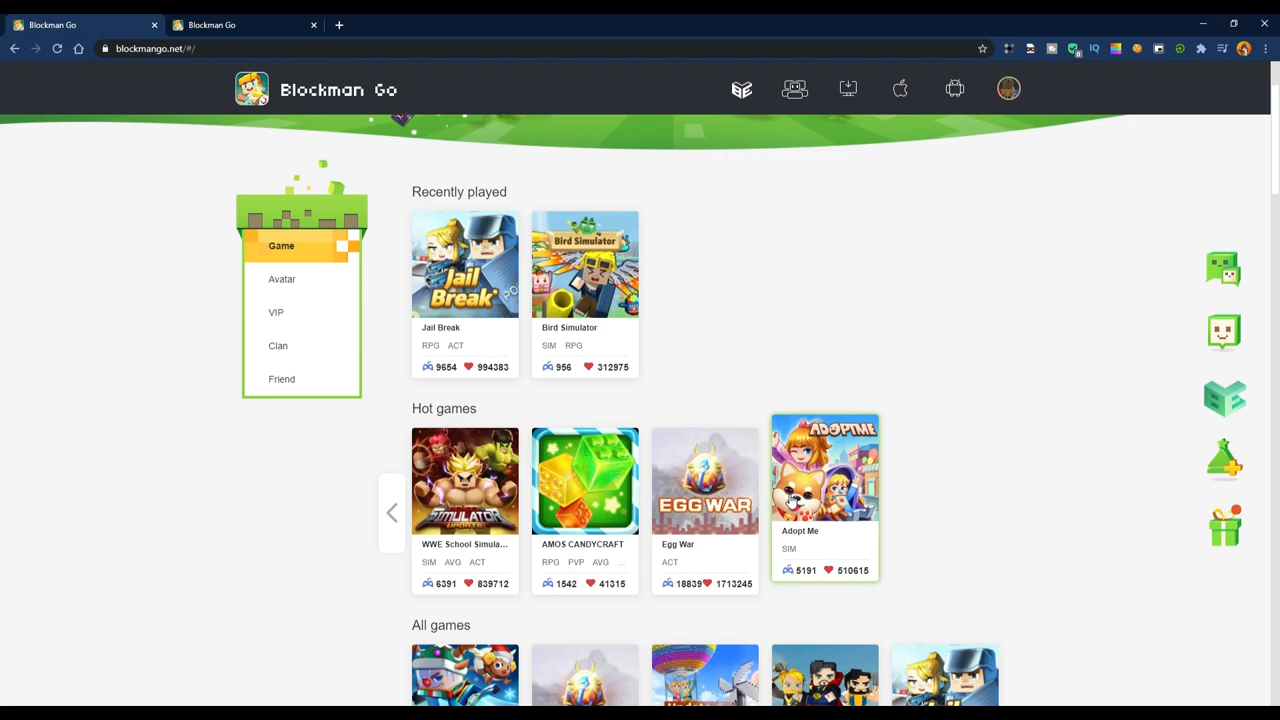 Blockman Go
Blockman Go
blockmango.net/#/
Blockman Go
Game
Avatar
VIP
Clan
Friend
Recently played
Jail Break
Jail Break
RPG ACT
9654 994383
Bird Simulator
Bird Simulator
SIM RPG
956 312975
Hot games
SIMULATOR
UPDATE
WWE School Simula...
SIM AVG ACT
6391 839712
AMOS CANDYCRAFT
RPG PVP AVG ...
1542 41315
EGG WAR
Egg War
ACT
18839 1713245
ADOPTME
Adopt Me
SIM
5191 510615
All games